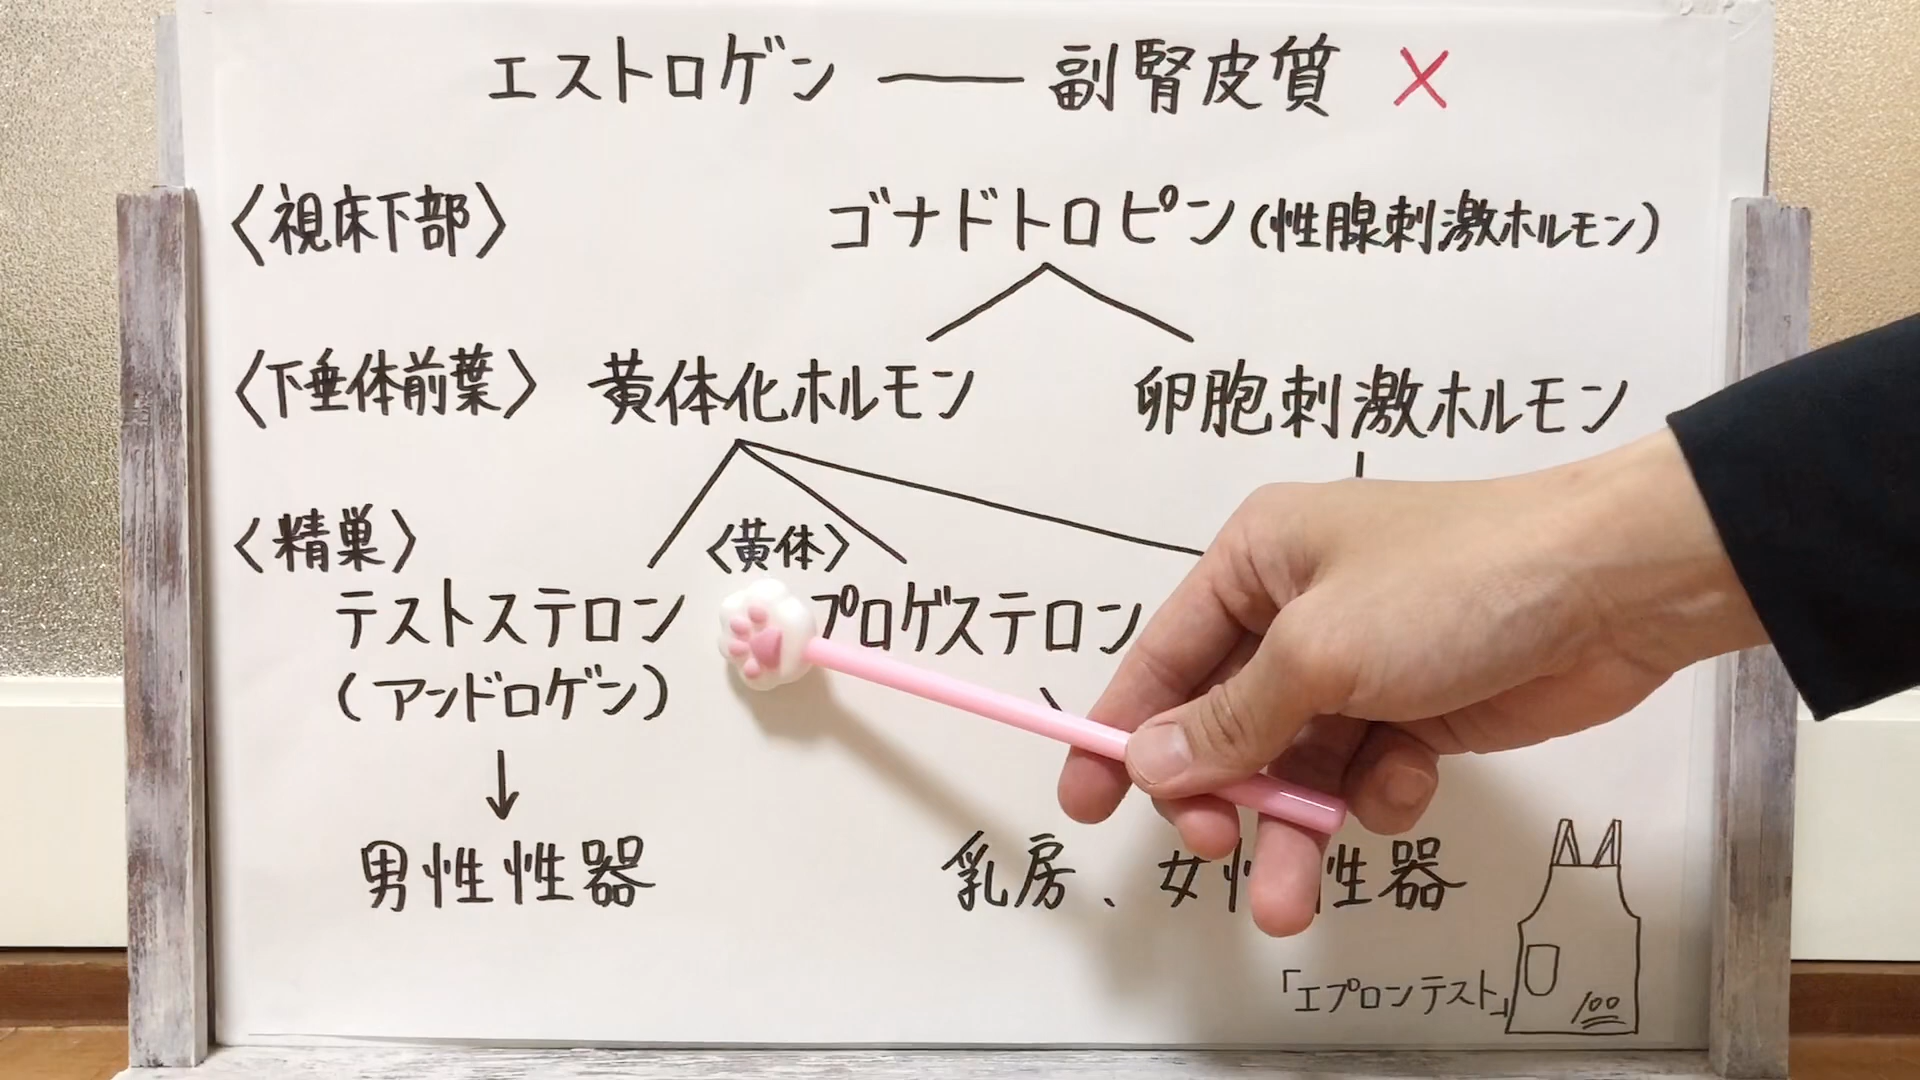 エストロゲン ― 副腎皮質 ×
〈視床下部〉 ゴナドトロピン(性腺刺激ホルモン)
〈下垂体前葉〉 黄体化ホルモン 卵胞刺激ホルモン
〈精巣〉 〈黄体〉
テストステロン プロゲステロン
(アンドロゲン)
↓
男性性器 乳房、女性性器
「エプロンテスト」 100